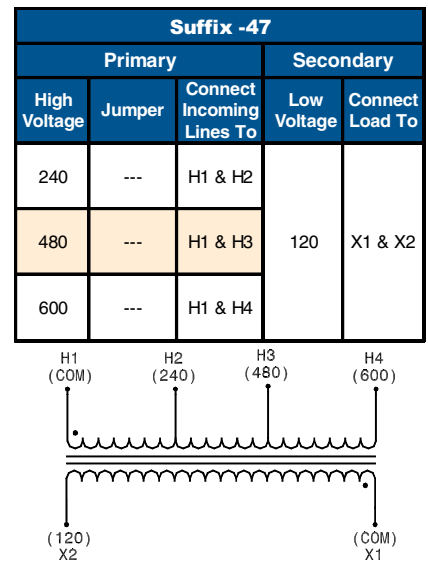 Suffix -47
Primary Secondary
High Voltage Jumper Connect Incoming Lines To Low Voltage Connect Load To
240 --- H1 & H2
480 --- H1 & H3 120 X1 & X2
600 --- H1 & H4
H1 H2 H3 H4
(COM) (240) (480) (600)
(120) (COM)
X2 X1